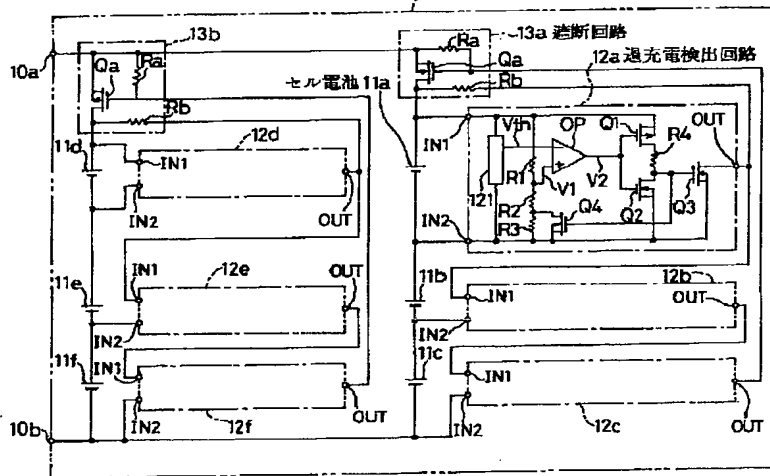 13b
13a 遮断回路
Ra
Ra
12a 過充電検出回路
10a
Qa
Qa
セル電池 11a
Rb
Rb
OUT
IN1
Vth
OP
Q1
R4
12d
11d
IN1
121
R1
V1
V2
R2
Q4
Q2
Q3
R3
IN2
OUT
IN2
12e
IN1
OUT
11e
IN2
11b
12b
IN1
OUT
IN2
11f
IN1
11c
IN1
10b
IN2
12f
OUT
IN2
12c
OUT